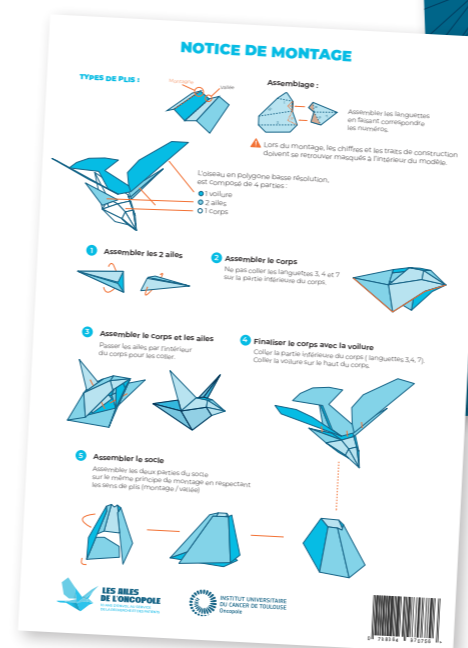 NOTICE DE MONTAGE
TYPES DE PLIS :
Montagne
Vallée
Assemblage :
Assembler les languettes
en faisant correspondre
les numéros.
Lors du montage, les chiffres et les traits de construction
doivent se retrouver masqués à l'intérieur du modèle.
L'oiseau en polygone basse résolution,
est composé de 4 parties :
1 voilure
2 ailes
1 corps
1 Assembler les 2 ailes
2 Assembler le corps
Ne pas coller les languettes 3, 4 et 7
sur la partie inférieure du corps.
3 Assembler le corps et les ailes
Passer les ailes par l'intérieur
du corps pour les coller.
4 Finaliser le corps avec la voilure
Coller la partie inférieure du corps ( languettes 3,4, 7).
Coller la voilure sur le haut du corps.
5 Assembler le socle
Assembler les deux parties du socle
sur le même principe de montage en respectant
les sens de plis (montagne / vallée)
LES AILES
DE L'ONCOPOLE
INSTITUT UNIVERSITAIRE
DU CANCER DE TOULOUSE
Oncopole